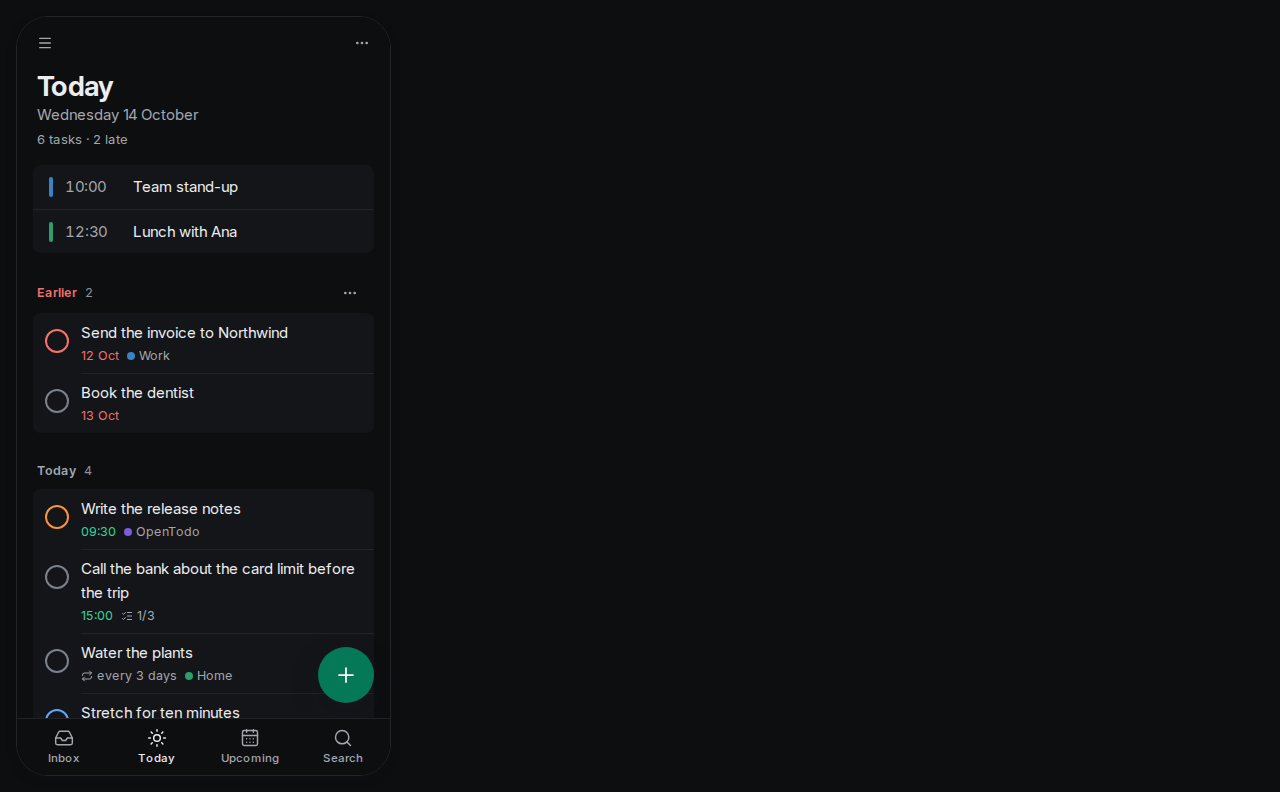 Today
Wednesday 14 October
6 tasks · 2 late
10:00 Team stand-up
12:30 Lunch with Ana
Earlier 2
Send the invoice to Northwind
12 Oct Work
Book the dentist
13 Oct
Today 4
Write the release notes
09:30 OpenTodo
Call the bank about the card limit before
the trip
15:00 1/3
Water the plants
every 3 days Home
Stretch for ten minutes
Inbox Today Upcoming Search